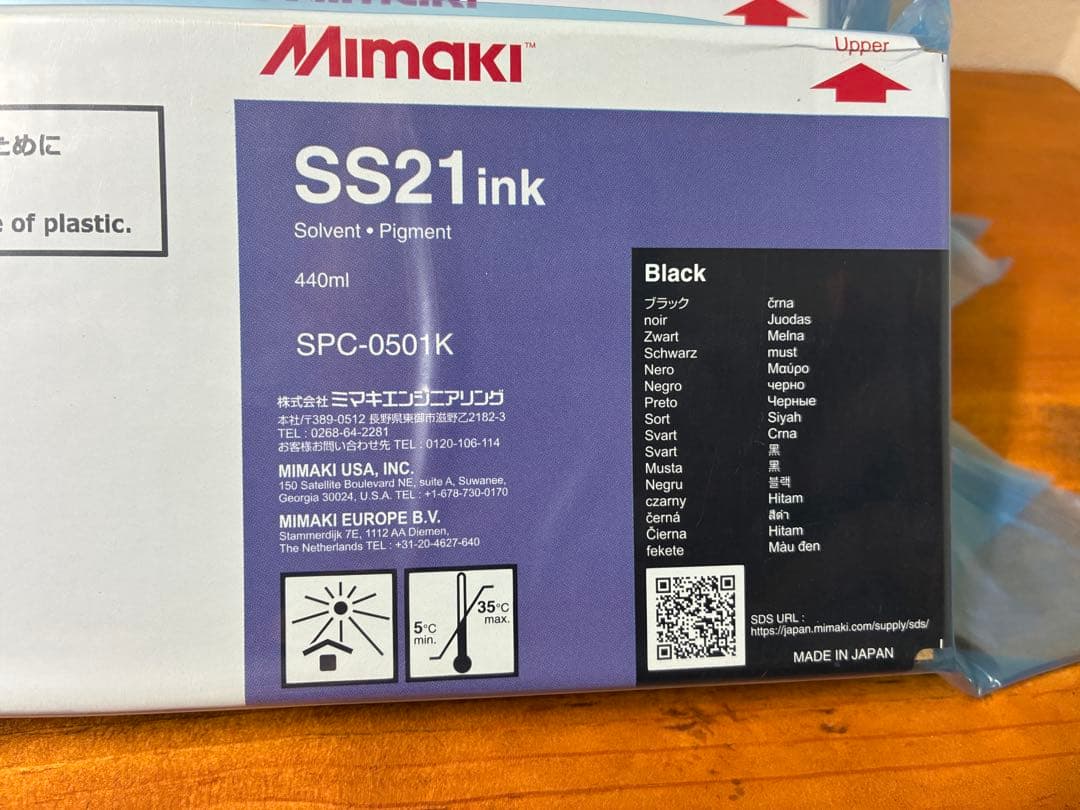 Mimaki
Mimaki™
Upper
ために
of plastic.
SS21 ink
Solvent • Pigment
440ml
SPC-0501K
株式会社 ミマキエンジニアリング
本社/〒389-0512 長野県東御市滋野乙2182-3
TEL : 0268-64-2281
お客様お問い合わせ先 TEL : 0120-106-114
MIMAKI USA, INC.
150 Satellite Boulevard NE, suite A, Suwanee,
Georgia 30024, U.S.A. TEL : +1-678-730-0170
MIMAKI EUROPE B.V.
Stammerdijk 7E, 1112 AA Diemen,
The Netherlands TEL : +31-20-4627-640
5°C
min.
35°C
max.
Black
ブラック
noir
Zwart
Schwarz
Nero
Negro
Preto
Sort
Svart
Svart
Musta
Negru
czarny
černá
Čierna
fekete
črna
Juodas
Melna
must
Μαύρο
черно
Черные
Siyah
Crna
黒
黑
블랙
Hitam
สีดำ
Hitam
Màu đen
SDS URL :
https://japan.mimaki.com/supply/sds/
MADE IN JAPAN